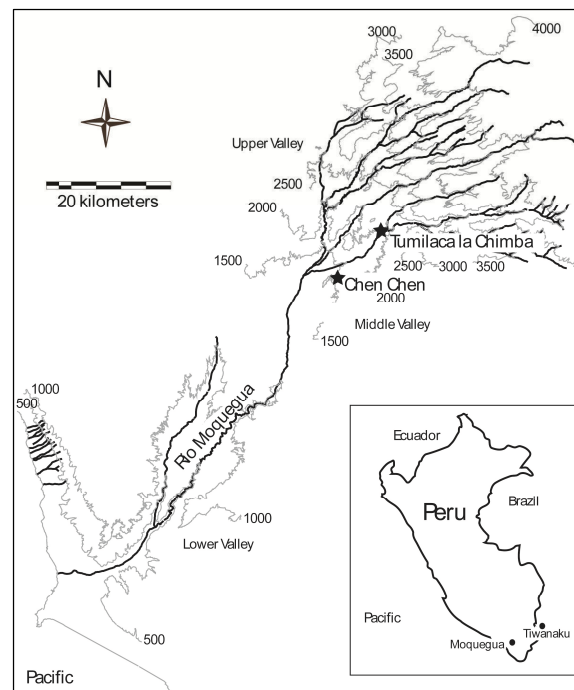 3000
4000
3500
N
Upper Valley
20 kilometers
2500
2000
Tumilaca la Chimba
1500
2500 3000 3500
Chen Chen
2000
Middle Valley
1500
1000
500
Río Moquegua
1000
Lower Valley
500
Pacific
Ecuador
Brazil
Peru
Pacific
Tiwanaku
Moquegua